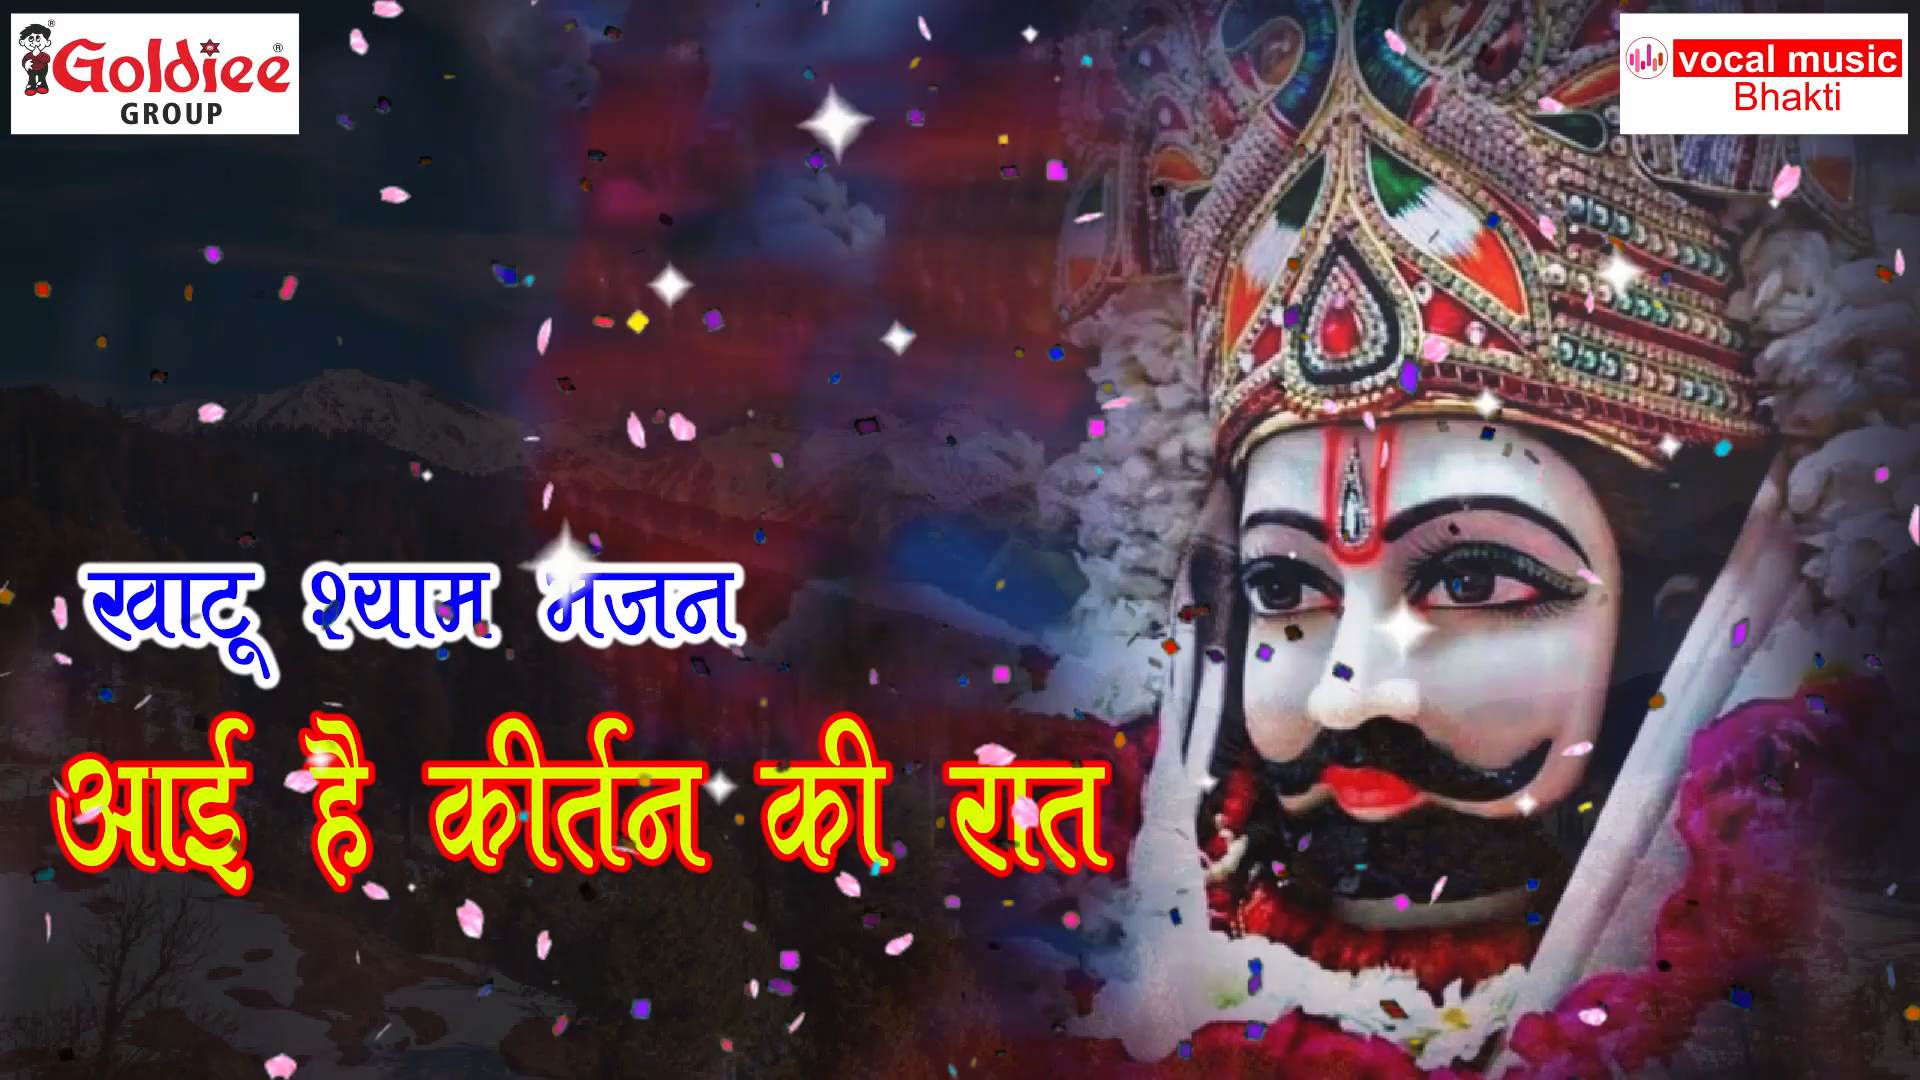 Goldiee
GROUP
vocal music
Bhakti
खाटू श्याम भजन
आई है कीर्तन की रात